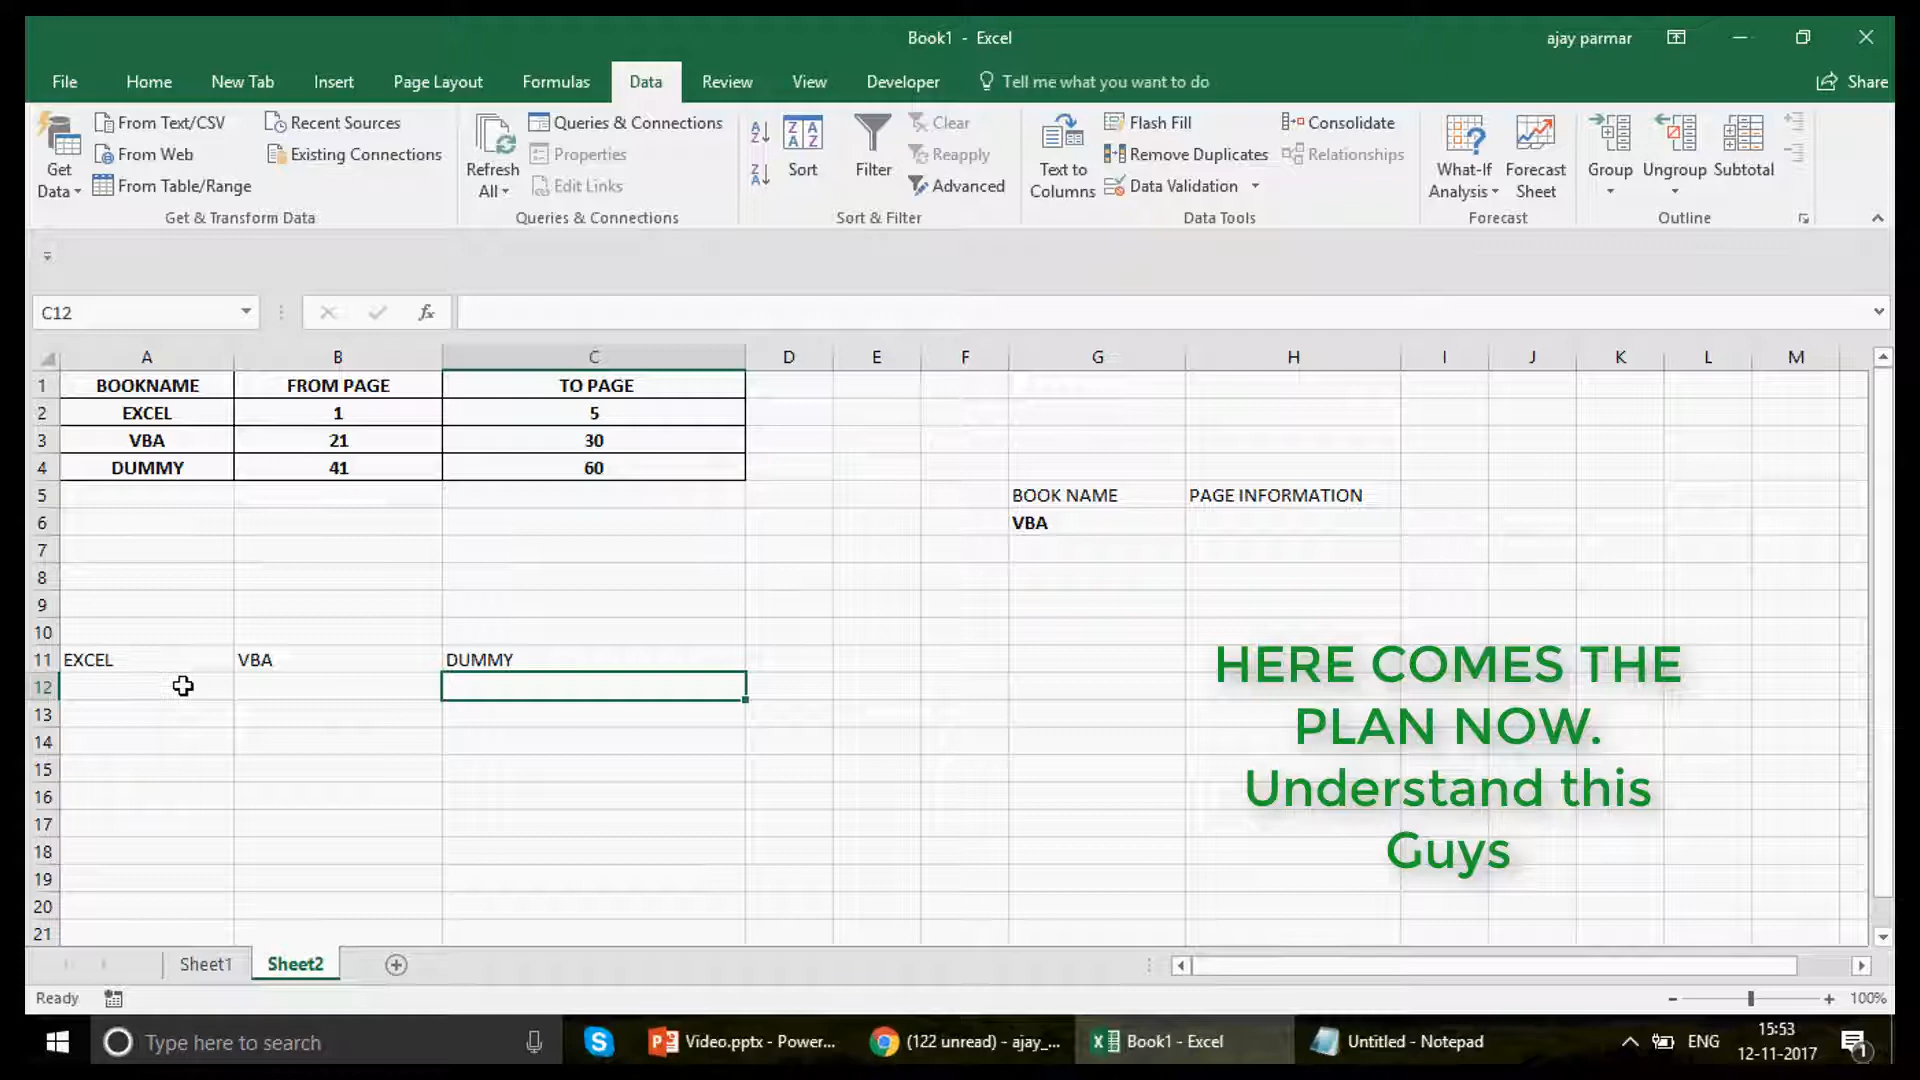 Book1 - Excel
ajay parmar
File Home New Tab Insert Page Layout Formulas Data Review View Developer Tell me what you want to do Share
Get Data
From Text/CSV
From Web
From Table/Range
Recent Sources
Existing Connections
Get & Transform Data
Refresh All
Queries & Connections
Properties
Edit Links
Queries & Connections
Sort
Filter
Clear
Reapply
Advanced
Sort & Filter
Text to Columns
Flash Fill
Remove Duplicates
Data Validation
Consolidate
Relationships
Data Tools
What-If Analysis
Forecast Sheet
Forecast
Group
Ungroup
Subtotal
Outline
C12
fx
A B C D E F G H I J K L M
1 BOOKNAME FROM PAGE TO PAGE
2 EXCEL 1 5
3 VBA 21 30
4 DUMMY 41 60
5 BOOK NAME PAGE INFORMATION
6 VBA
7
8
9
10
11 EXCEL VBA DUMMY
12
13
14
15
16
17
18
19
20
21
HERE COMES THE
PLAN NOW.
Understand this
Guys
Sheet1 Sheet2
Ready
100%
Type here to search
Video.pptx - Power...
(122 unread) - ajay_...
Book1 - Excel
Untitled - Notepad
ENG
15:53
12-11-2017
1